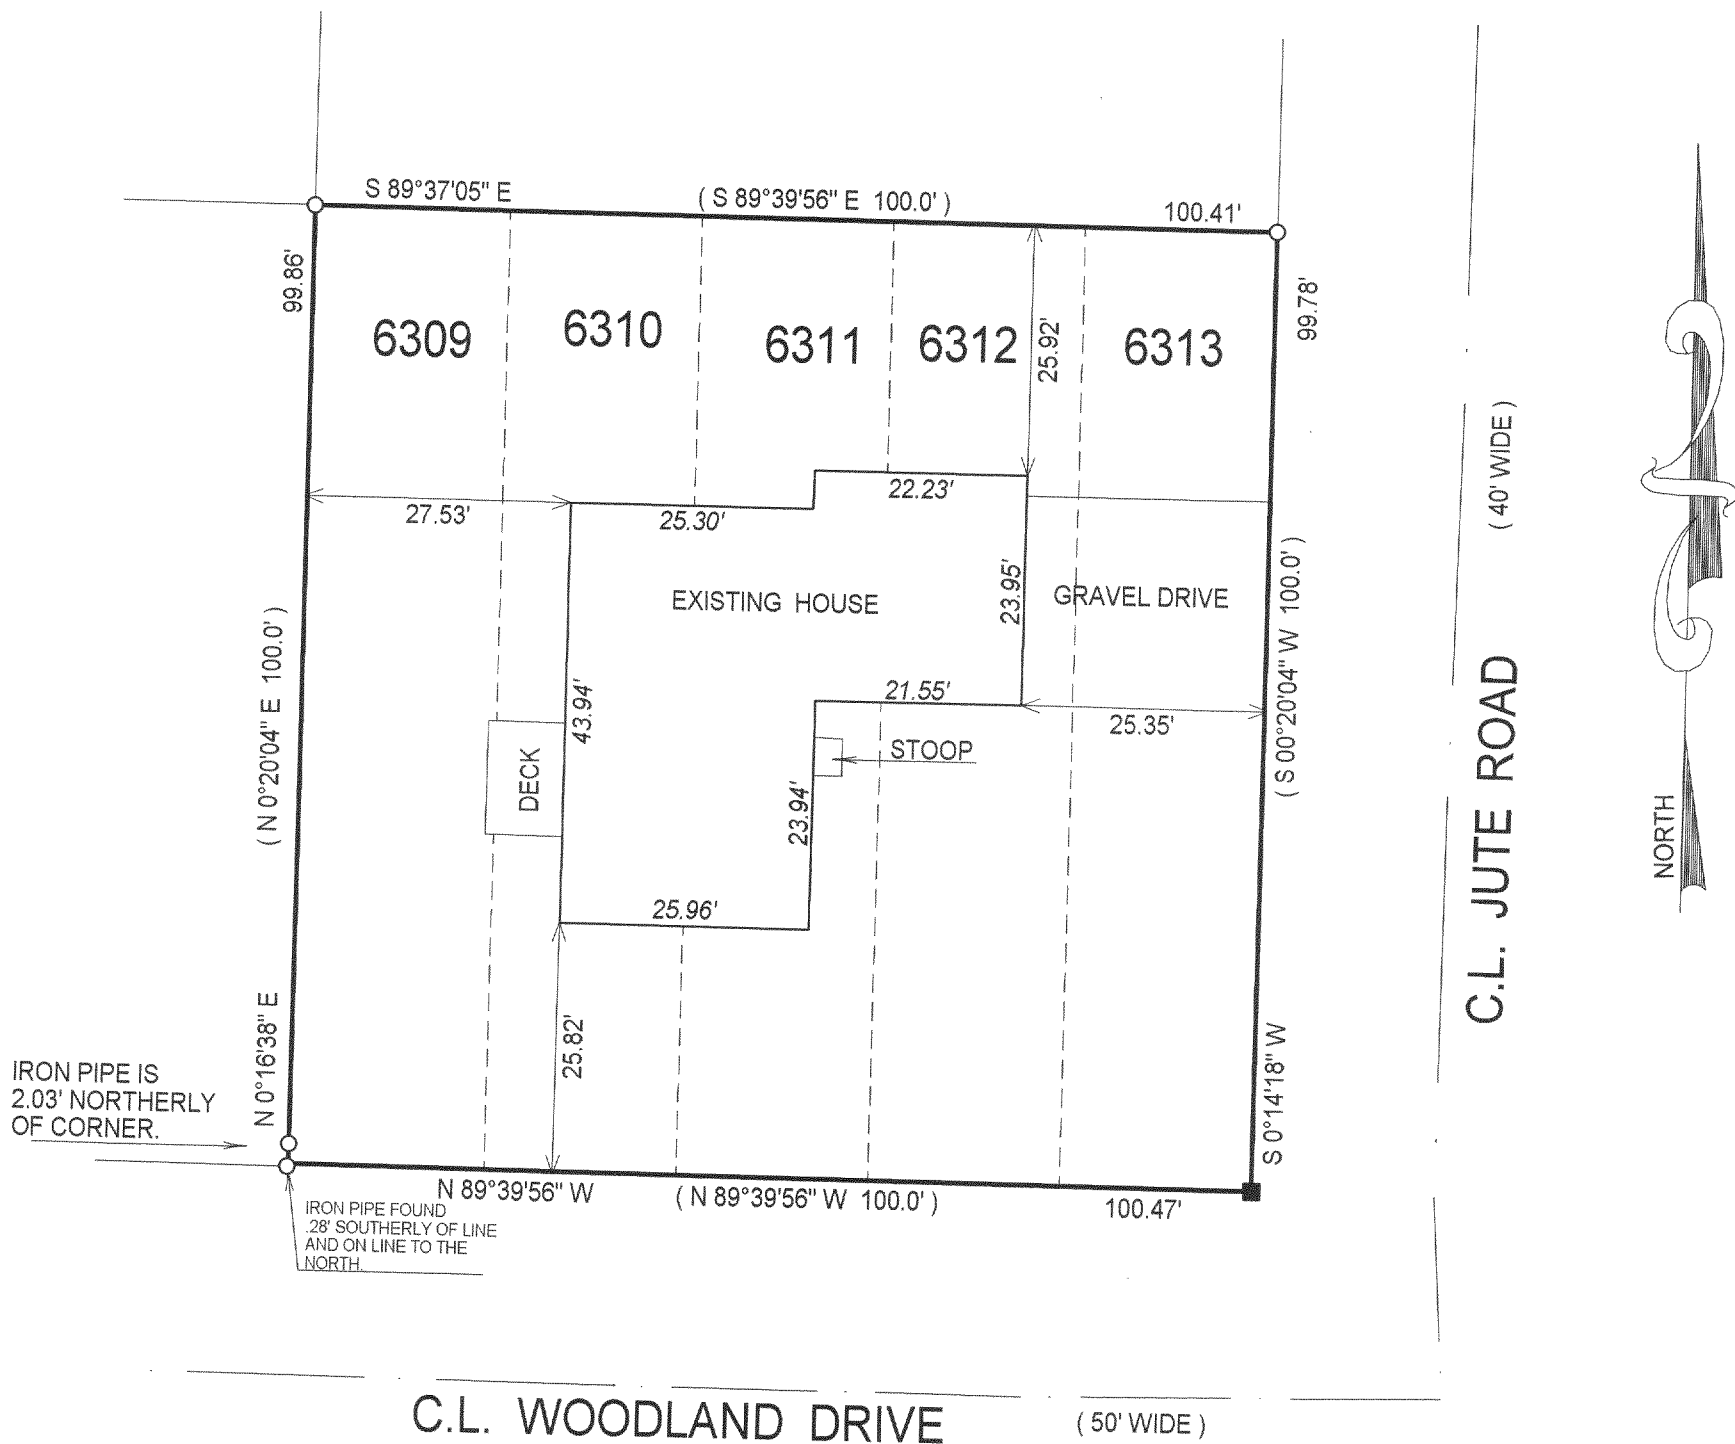 S 89°37'05" E
( S 89°39'56" E 100.0' )
100.41'
99.86'
99.78'
6309
6310
6311
6312
6313
25.92'
( 40' WIDE )
27.53'
25.30'
22.23'
EXISTING HOUSE
23.95'
GRAVEL DRIVE
( N 0°20'04" E 100.0' )
( S 00°20'04" W 100.0' )
43.94'
21.55'
25.35'
DECK
STOOP
23.94'
C.L. JUTE ROAD
NORTH
25.96'
25.82'
N 0°16'38" E
S 0°14'18" W
IRON PIPE IS
2.03' NORTHERLY
OF CORNER.
N 89°39'56" W
( N 89°39'56" W 100.0' )
100.47'
IRON PIPE FOUND
.28' SOUTHERLY OF LINE
AND ON LINE TO THE
NORTH.
C.L. WOODLAND DRIVE
( 50' WIDE )